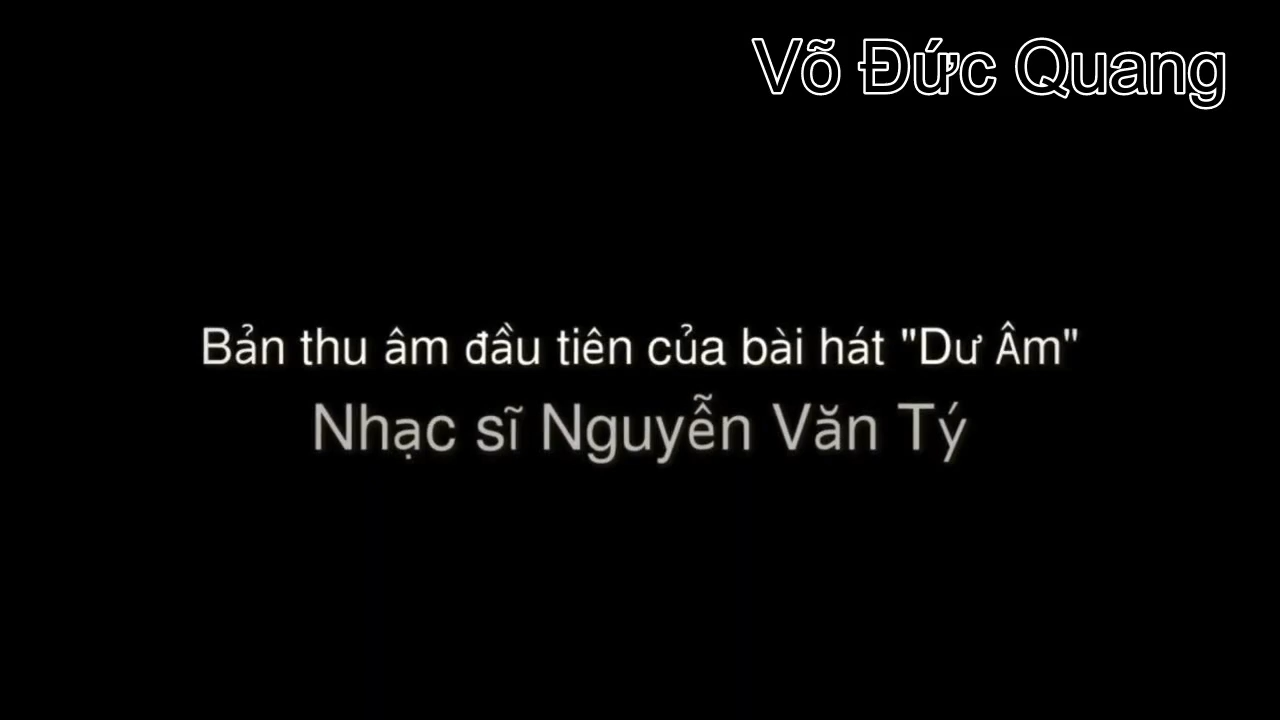 Võ Đức Quang
Bản thu âm đầu tiên của bài hát "Dư Âm"
Nhạc sĩ Nguyễn Văn Tý